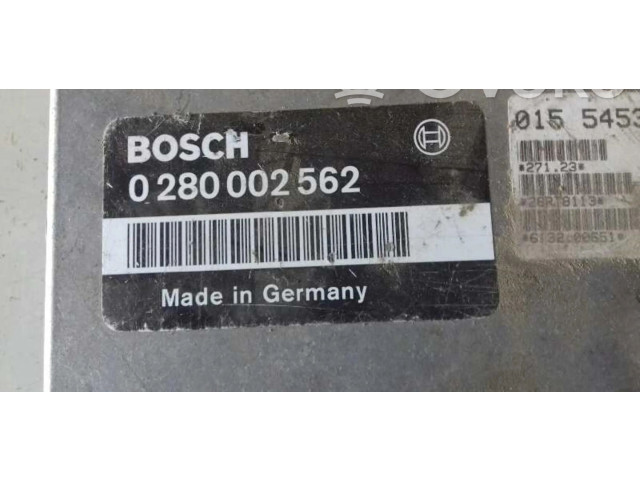 BOSCH
0 280 002 562
Made in Germany
015 5453
*271.23*